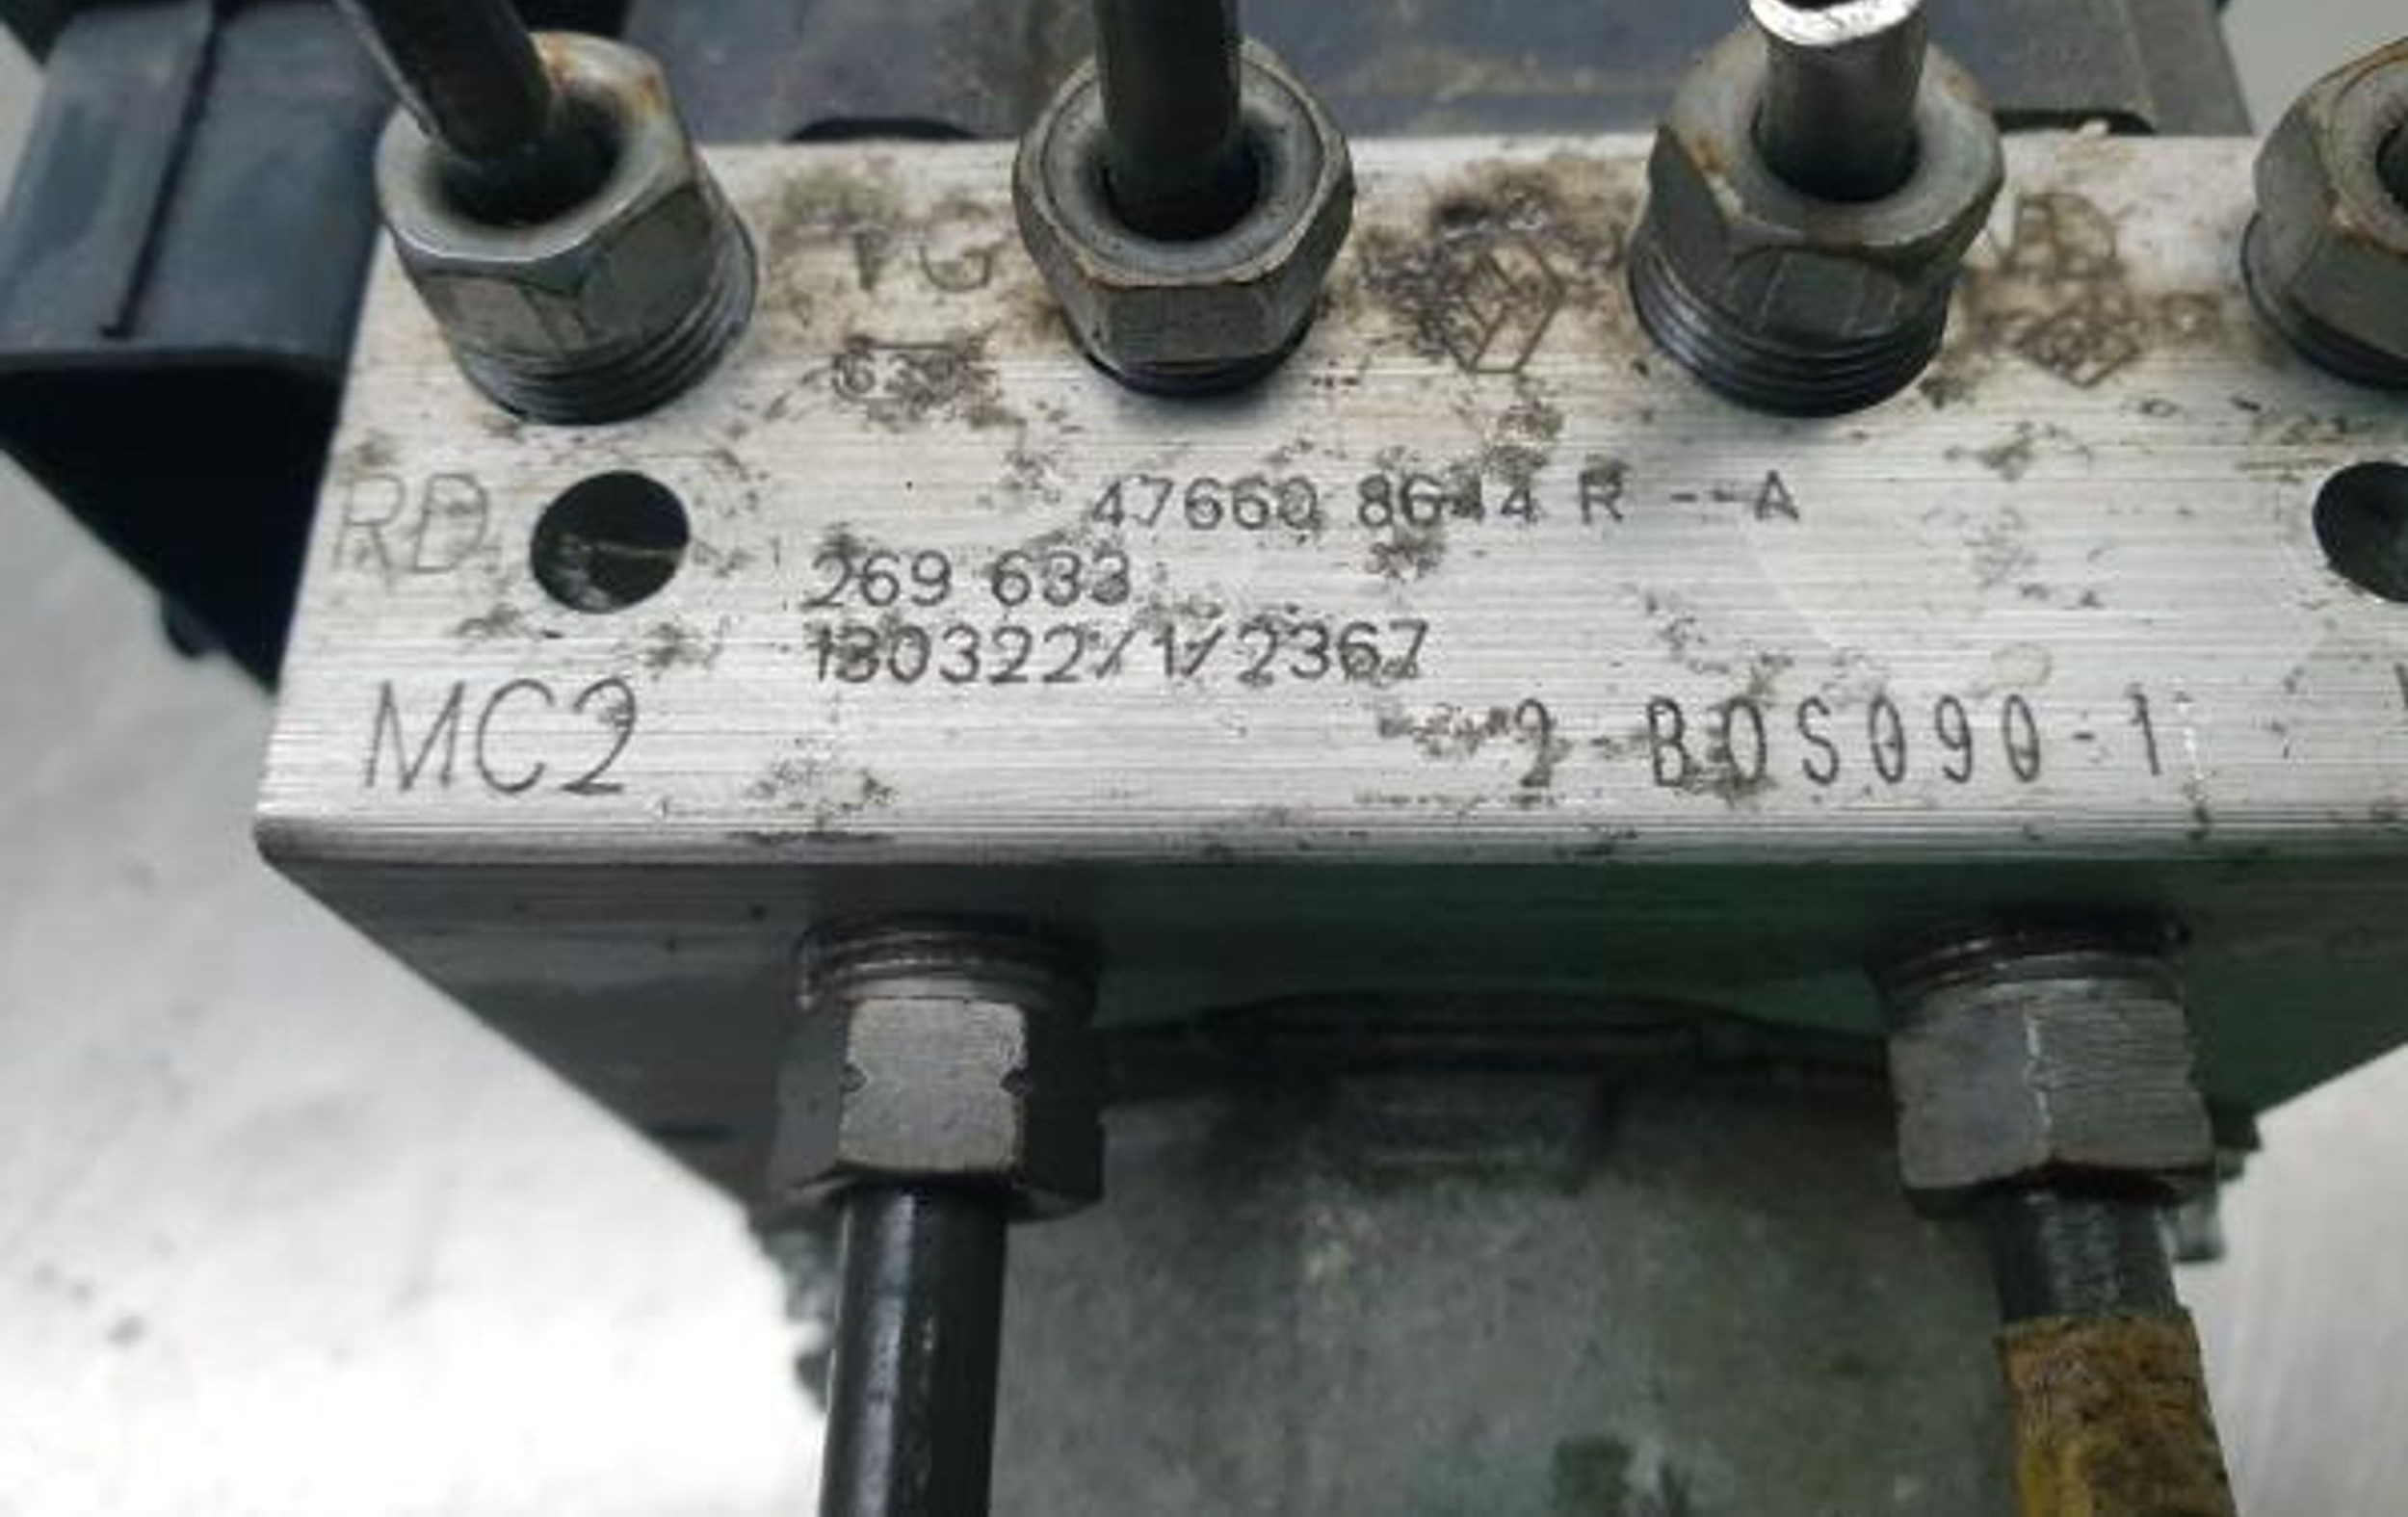 RD
47660 8644 R --A
269 633
130322/1/2367
MC2
2-BOS090-1